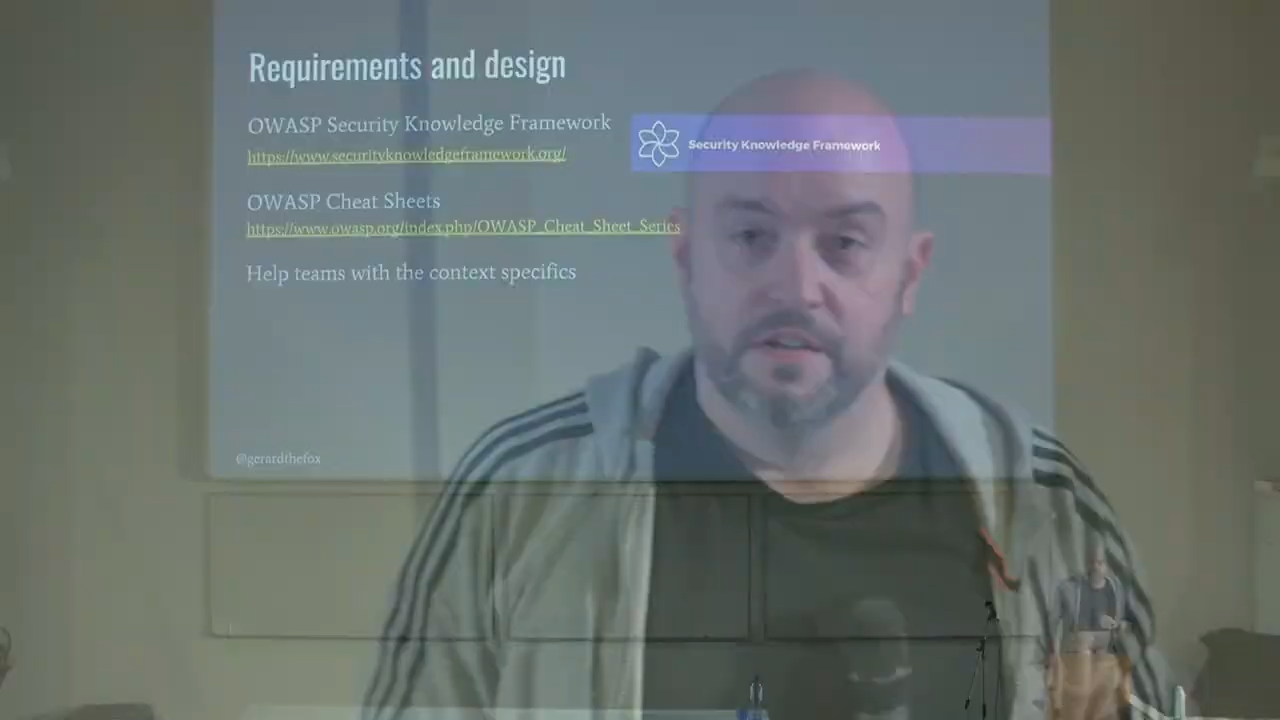 Requirements and design
OWASP Security Knowledge Framework
Security Knowledge Framework
https://www.securityknowledgeframework.org/
OWASP Cheat Sheets
https://www.owasp.org/index.php/OWASP_Cheat_Sheet_Series
Help teams with the context specifics
@gerardthefox